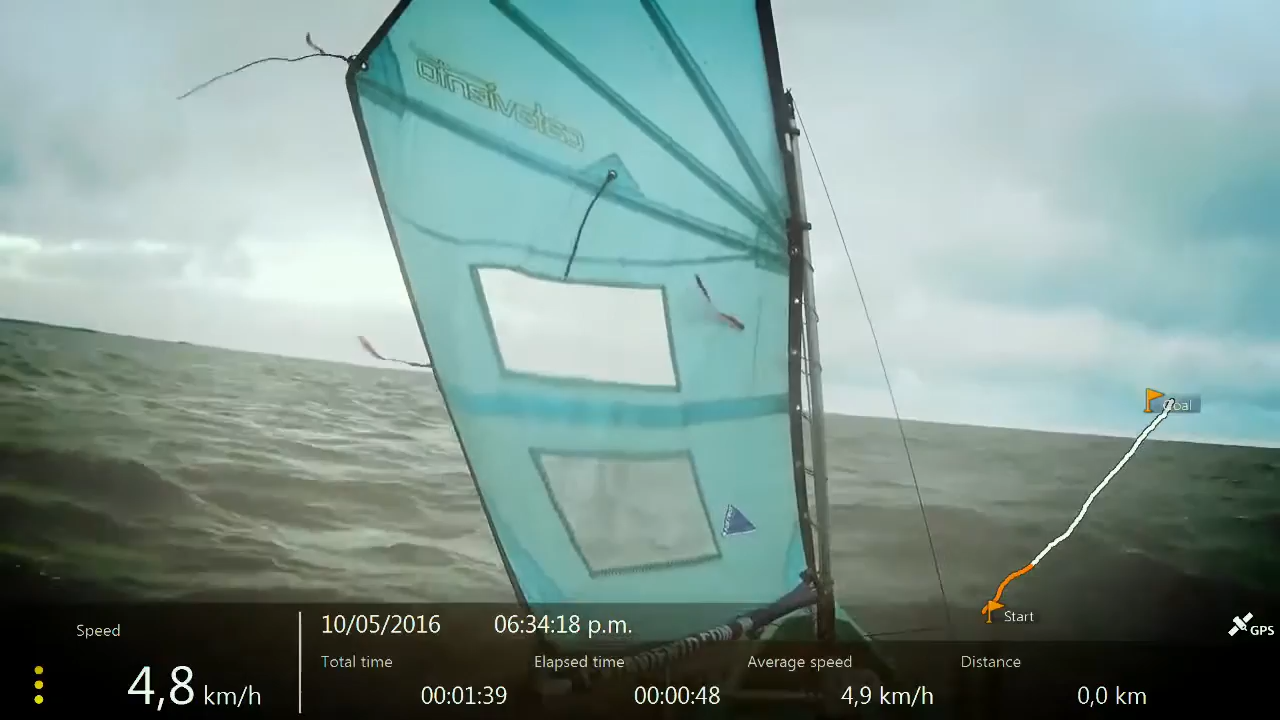 catavienta
Goal
Start
GPS
Speed
4,8 km/h
10/05/2016 06:34:18 p.m.
Total time Elapsed time Average speed Distance
00:01:39 00:00:48 4,9 km/h 0,0 km